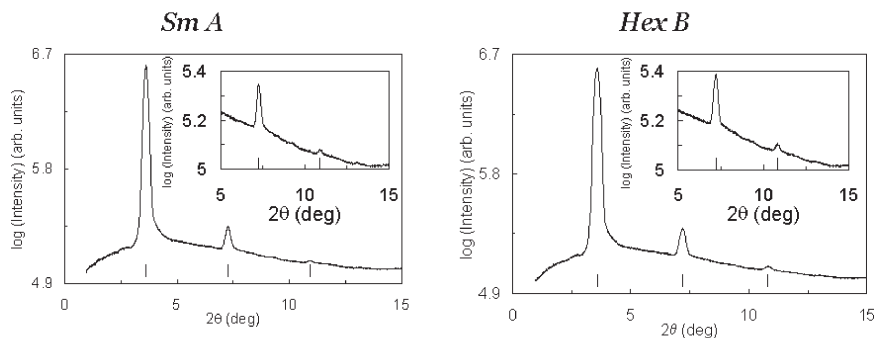 Sm A
6.7
5.8
4.9
log (Intensity) (arb. units)
0 5 10 15
2θ (deg)
5.4
5.2
5
log (Intensity) (arb. units)
5 10 15
2θ (deg)
Hex B
6.7
5.8
4.9
log (Intensity) (arb. units)
0 5 10 15
2θ (deg)
5.4
5.2
5
log (Intensity) (arb. units)
5 10 15
2θ (deg)